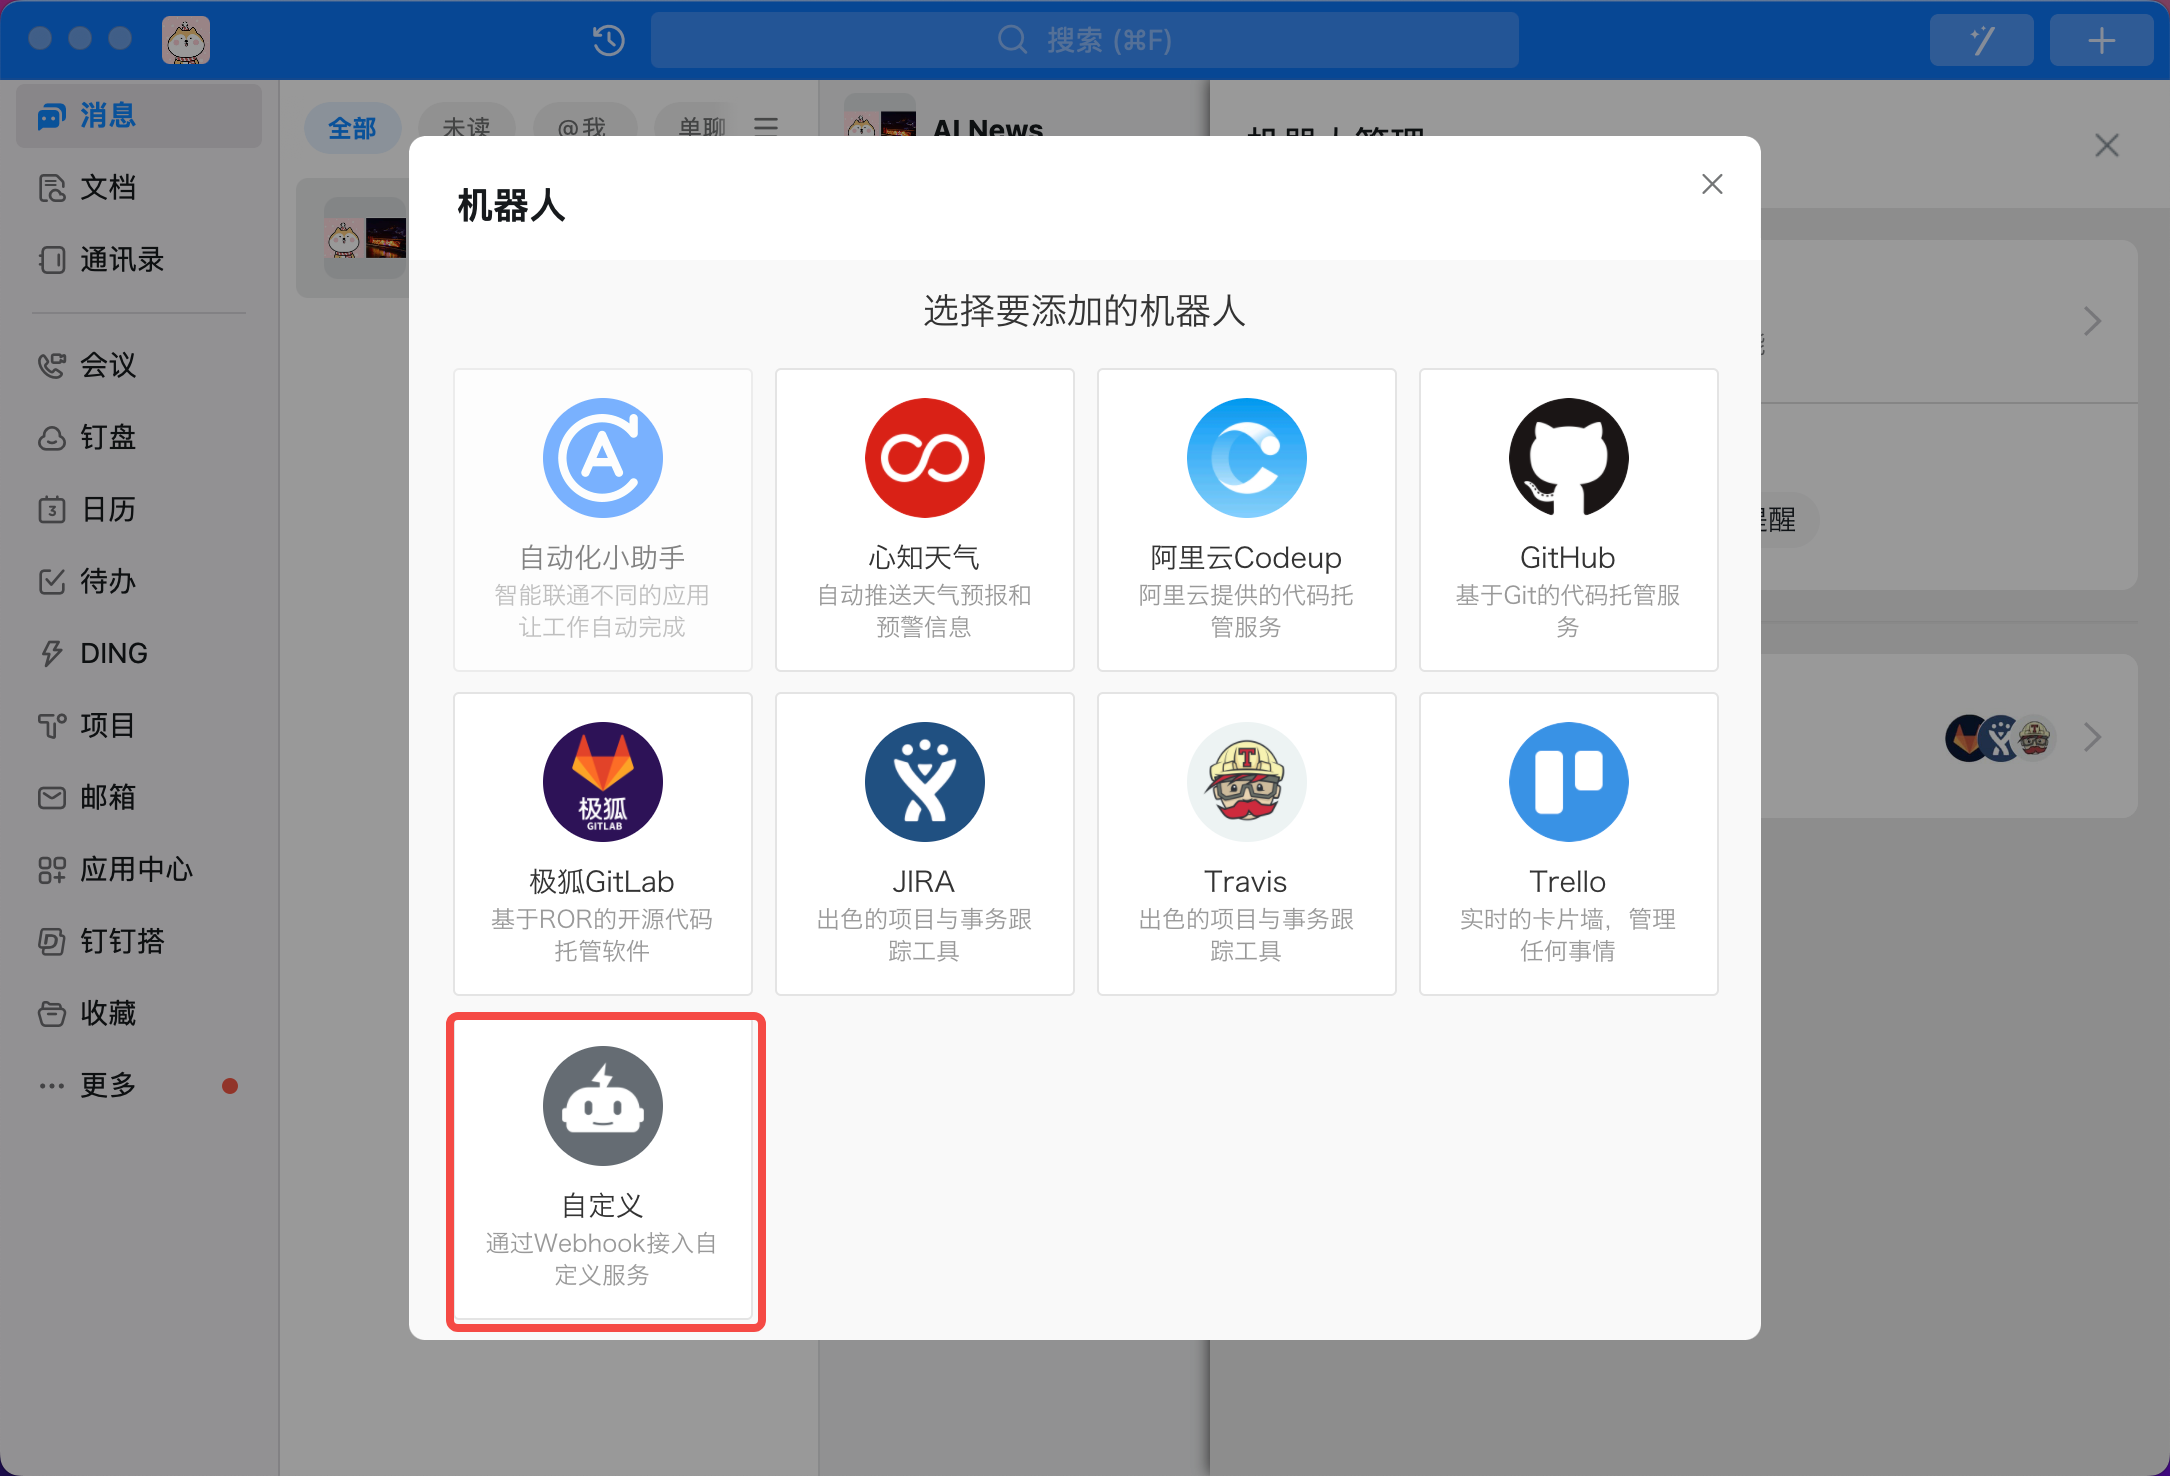 搜索 (⌘F)
消息
文档
通讯录
会议
钉盘
3
日历
待办
DING
项目
邮箱
应用中心
钉钉搭
收藏
更多
全部
未读
@我
单聊
AI News
机器人管理
机器人
选择要添加的机器人
自动化小助手
智能联通不同的应用
让工作自动完成
心知天气
自动推送天气预报和
预警信息
阿里云Codeup
阿里云提供的代码托
管服务
GitHub
基于Git的代码托管服
务
极狐
GITLAB
极狐GitLab
基于ROR的开源代码
托管软件
JIRA
出色的项目与事务跟
踪工具
T
Travis
出色的项目与事务跟
踪工具
Trello
实时的卡片墙，管理
任何事情
自定义
通过Webhook接入自
定义服务
醒